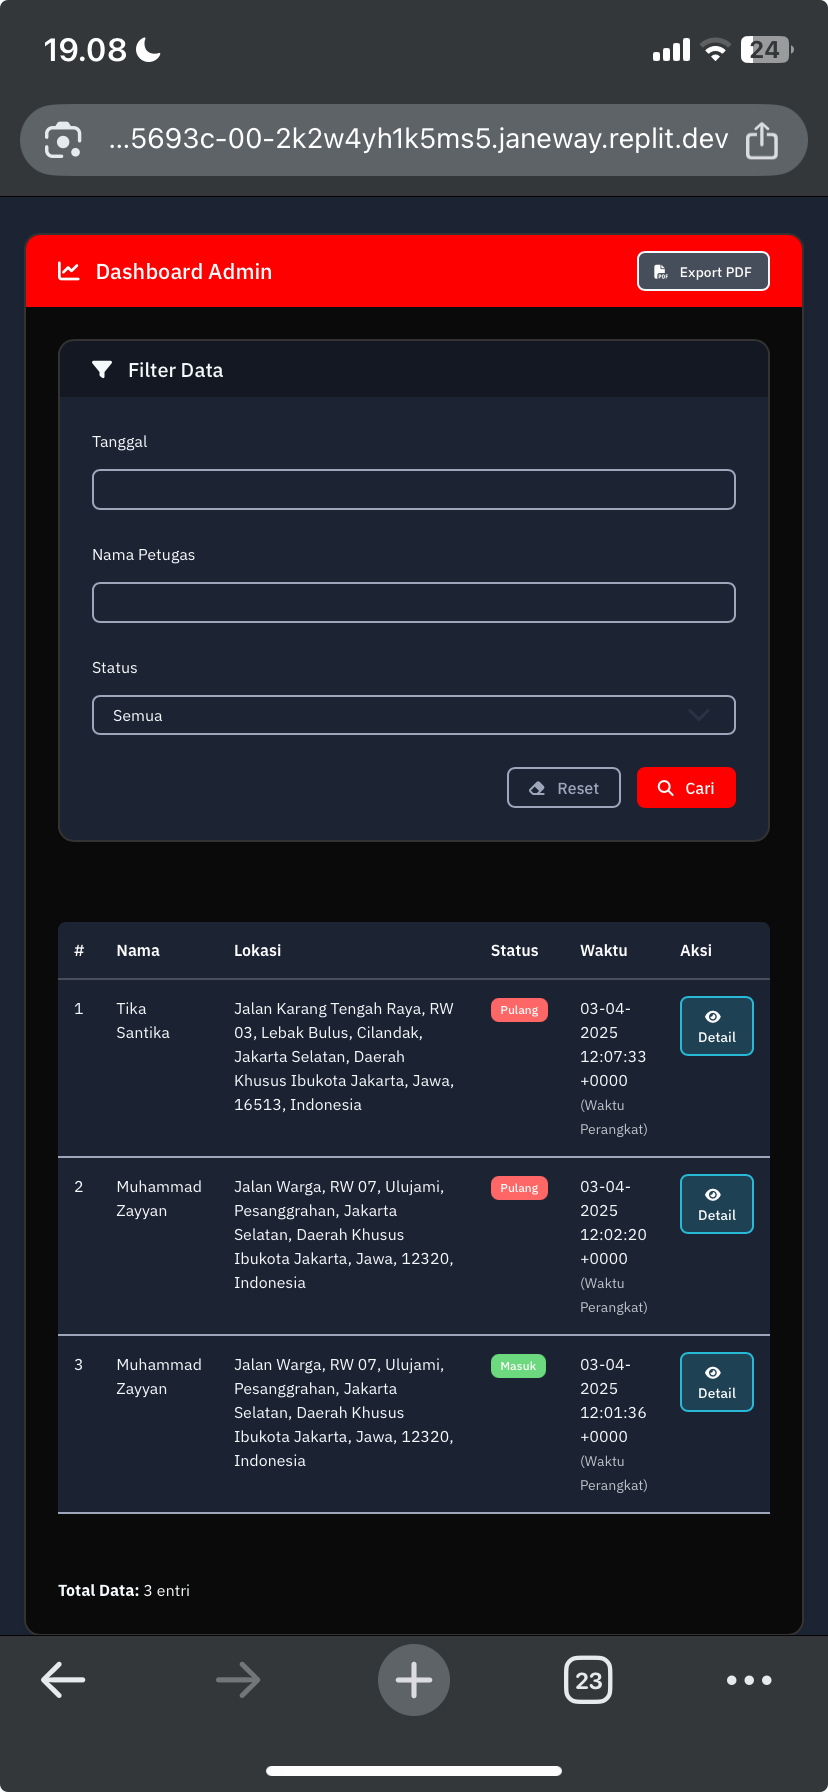 19.08
24
...5693c-00-2k2w4yh1k5ms5.janeway.replit.dev
Dashboard Admin
Export PDF
Filter Data
Tanggal
Nama Petugas
Status
Semua
Reset
Cari
# Nama Lokasi Status Waktu Aksi
1
Tika
Santika
Jalan Karang Tengah Raya, RW
03, Lebak Bulus, Cilandak,
Jakarta Selatan, Daerah
Khusus Ibukota Jakarta, Jawa,
16513, Indonesia
Pulang
03-04-
2025
12:07:33
+0000
(Waktu
Perangkat)
Detail
2
Muhammad
Zayyan
Jalan Warga, RW 07, Ulujami,
Pesanggrahan, Jakarta
Selatan, Daerah Khusus
Ibukota Jakarta, Jawa, 12320,
Indonesia
Pulang
03-04-
2025
12:02:20
+0000
(Waktu
Perangkat)
Detail
3
Muhammad
Zayyan
Jalan Warga, RW 07, Ulujami,
Pesanggrahan, Jakarta
Selatan, Daerah Khusus
Ibukota Jakarta, Jawa, 12320,
Indonesia
Masuk
03-04-
2025
12:01:36
+0000
(Waktu
Perangkat)
Detail
Total Data: 3 entri
23